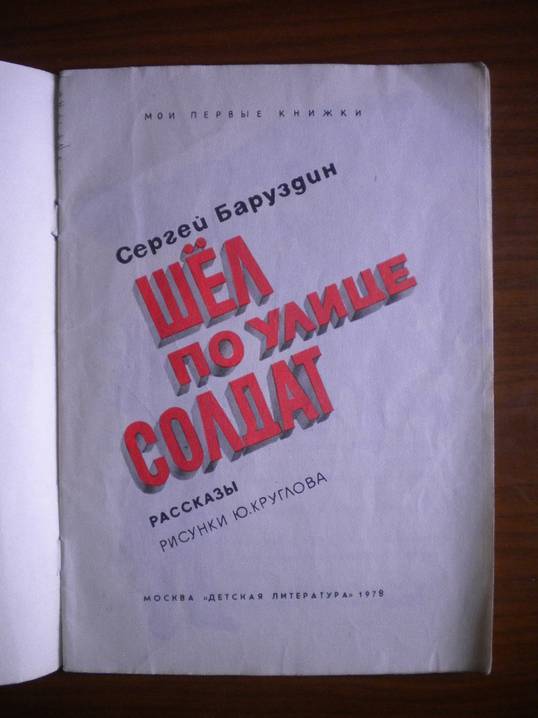 МОИ ПЕРВЫЕ КНИЖКИ
Сергей Баруздин
ШЁЛ
ПО УЛИЦЕ
СОЛДАТ
РАССКАЗЫ
РИСУНКИ Ю.КРУГЛОВА
МОСКВА «ДЕТСКАЯ ЛИТЕРАТУРА» 1978